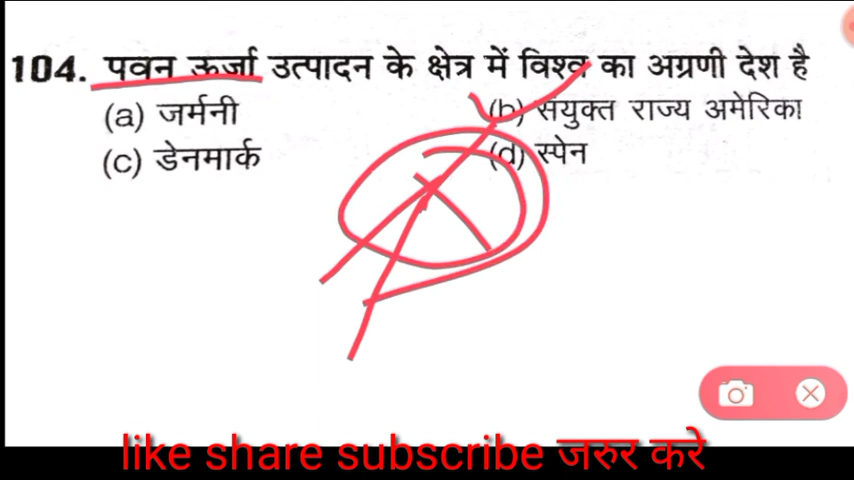 104. पवन ऊर्जा उत्पादन के क्षेत्र में विश्व का अग्रणी देश है
(a) जर्मनी (b) संयुक्त राज्य अमेरिका
(c) डेनमार्क (d) स्पेन
like share subscribe जरुर करे